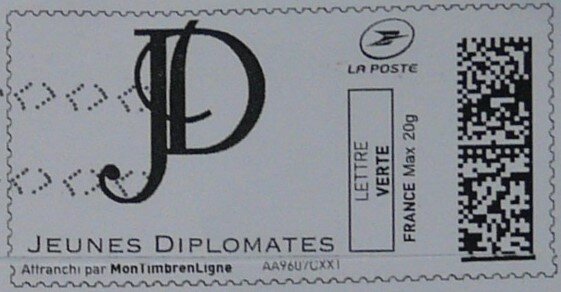 JD
LA POSTE
LETTRE
VERTE
FRANCE Max 20g
JEUNES DIPLOMATES
Affranchi par MonTimbrenLigne